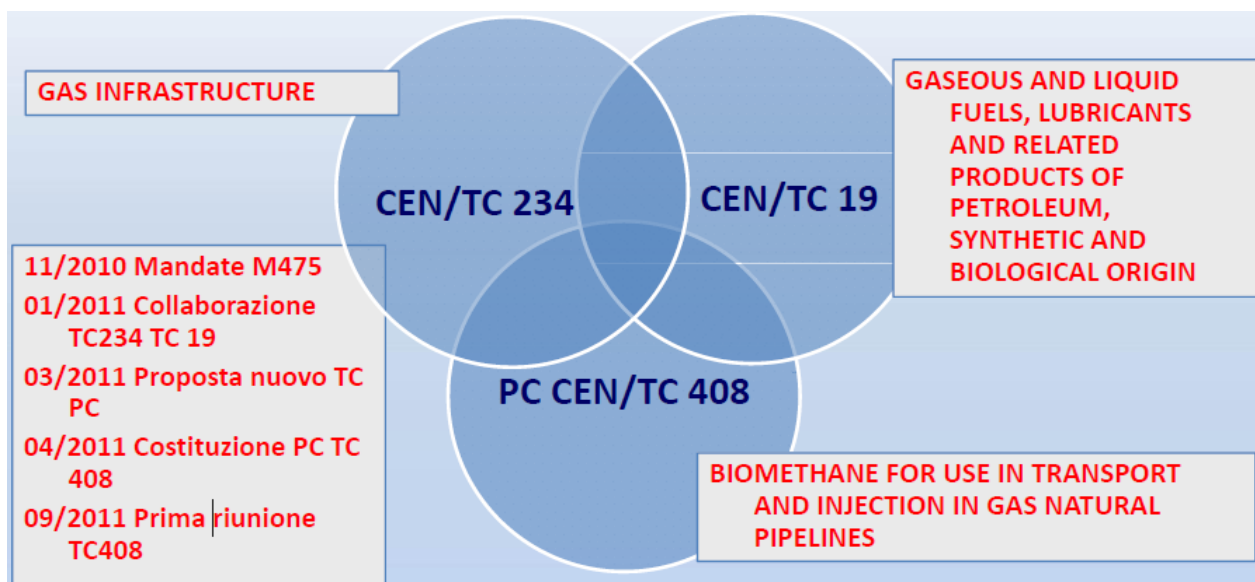 GAS INFRASTRUCTURE
GASEOUS AND LIQUID
FUELS, LUBRICANTS
AND RELATED
PRODUCTS OF
PETROLEUM,
SYNTHETIC AND
BIOLOGICAL ORIGIN
CEN/TC 234
CEN/TC 19
11/2010 Mandate M475
01/2011 Collaborazione
TC234 TC 19
03/2011 Proposta nuovo TC
PC
04/2011 Costituzione PC TC
408
09/2011 Prima riunione
TC408
PC CEN/TC 408
BIOMETHANE FOR USE IN TRANSPORT
AND INJECTION IN GAS NATURAL
PIPELINES